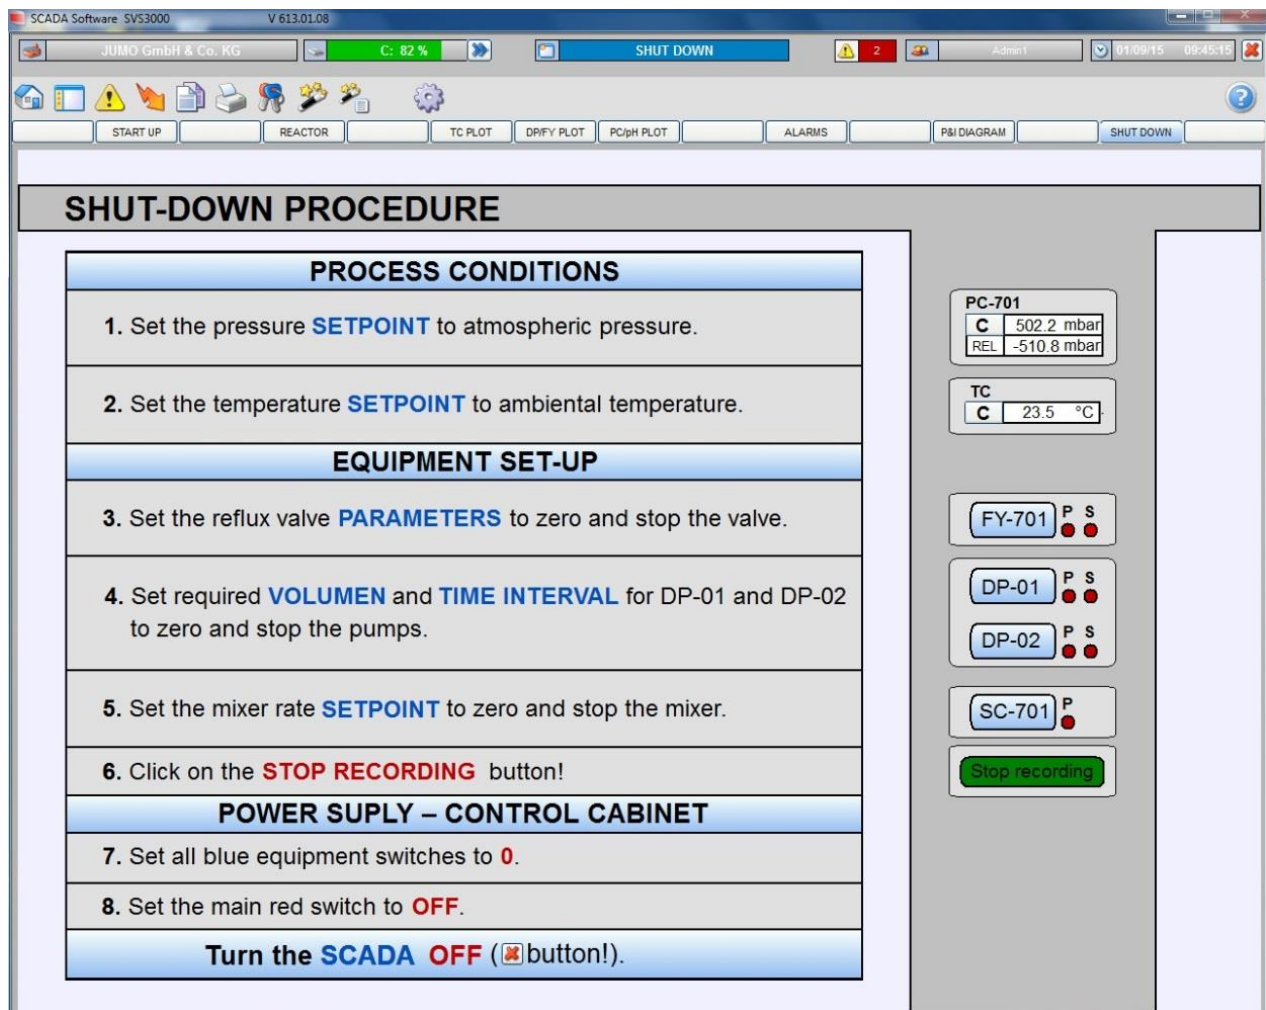 SCADA Software SVS3000 V 613.01.08
JUMO GmbH & Co. KG C: 82 % SHUT DOWN 2 Admin1 01/09/15 09:45:15
START UP REACTOR TC PLOT DP/FY PLOT PC/pH PLOT ALARMS P&I DIAGRAM SHUT DOWN
SHUT-DOWN PROCEDURE
PROCESS CONDITIONS
1. Set the pressure SETPOINT to atmospheric pressure.
2. Set the temperature SETPOINT to ambiental temperature.
EQUIPMENT SET-UP
3. Set the reflux valve PARAMETERS to zero and stop the valve.
4. Set required VOLUMEN and TIME INTERVAL for DP-01 and DP-02
to zero and stop the pumps.
5. Set the mixer rate SETPOINT to zero and stop the mixer.
6. Click on the STOP RECORDING button!
POWER SUPLY – CONTROL CABINET
7. Set all blue equipment switches to 0.
8. Set the main red switch to OFF.
Turn the SCADA OFF (button!).
PC-701
C 502.2 mbar
REL -510.8 mbar
TC
C 23.5 °C
FY-701 P S
DP-01 P S
DP-02 P S
SC-701 P
Stop recording